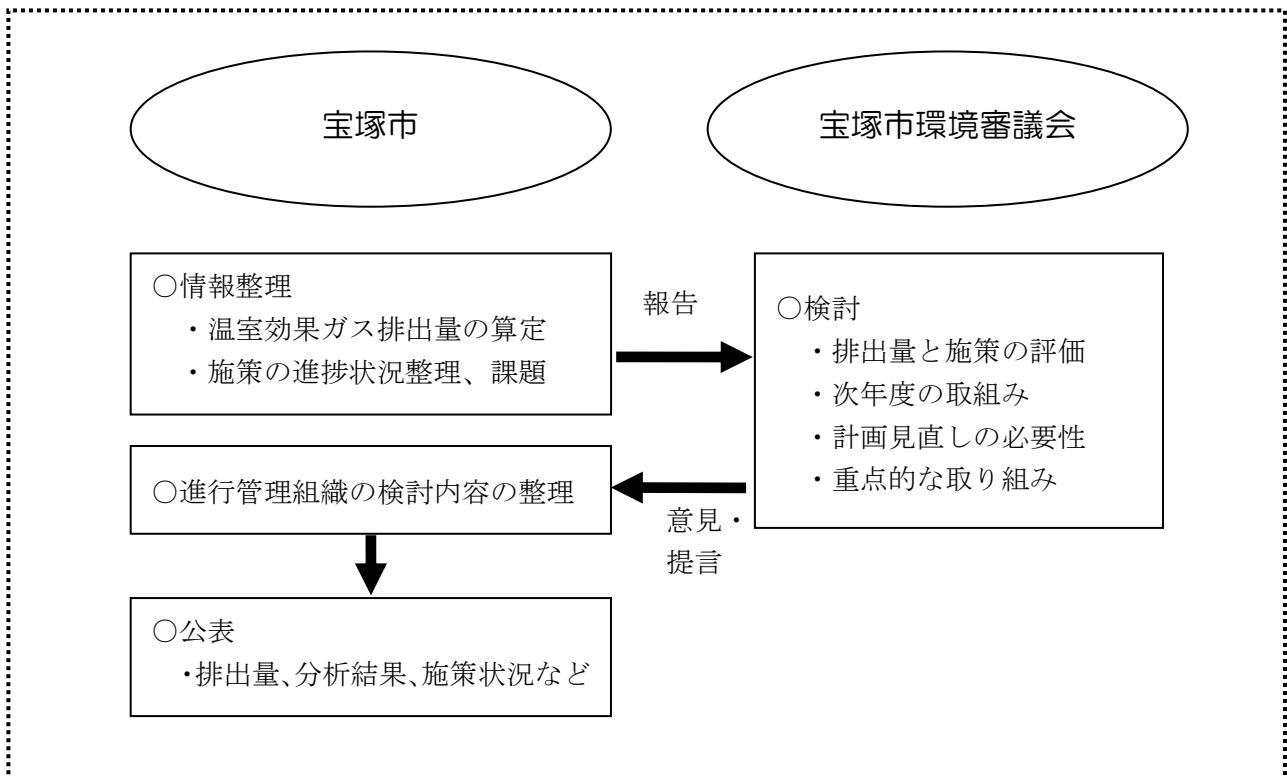 宝塚市
宝塚市環境審議会
○情報整理
・温室効果ガス排出量の算定
・施策の進捗状況整理、課題
報告
○検討
・排出量と施策の評価
・次年度の取組み
・計画見直しの必要性
・重点的な取り組み
意見・
提言
○進行管理組織の検討内容の整理
○公表
・排出量、分析結果、施策状況など